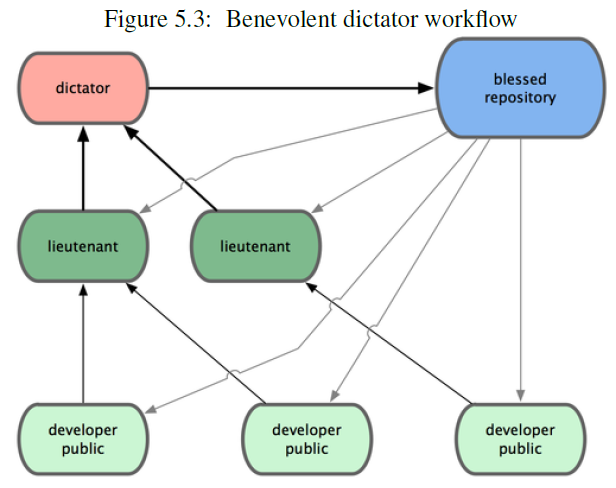 Figure 5.3: Benevolent dictator workflow
dictator
blessed
repository
lieutenant
lieutenant
developer
public
developer
public
developer
public